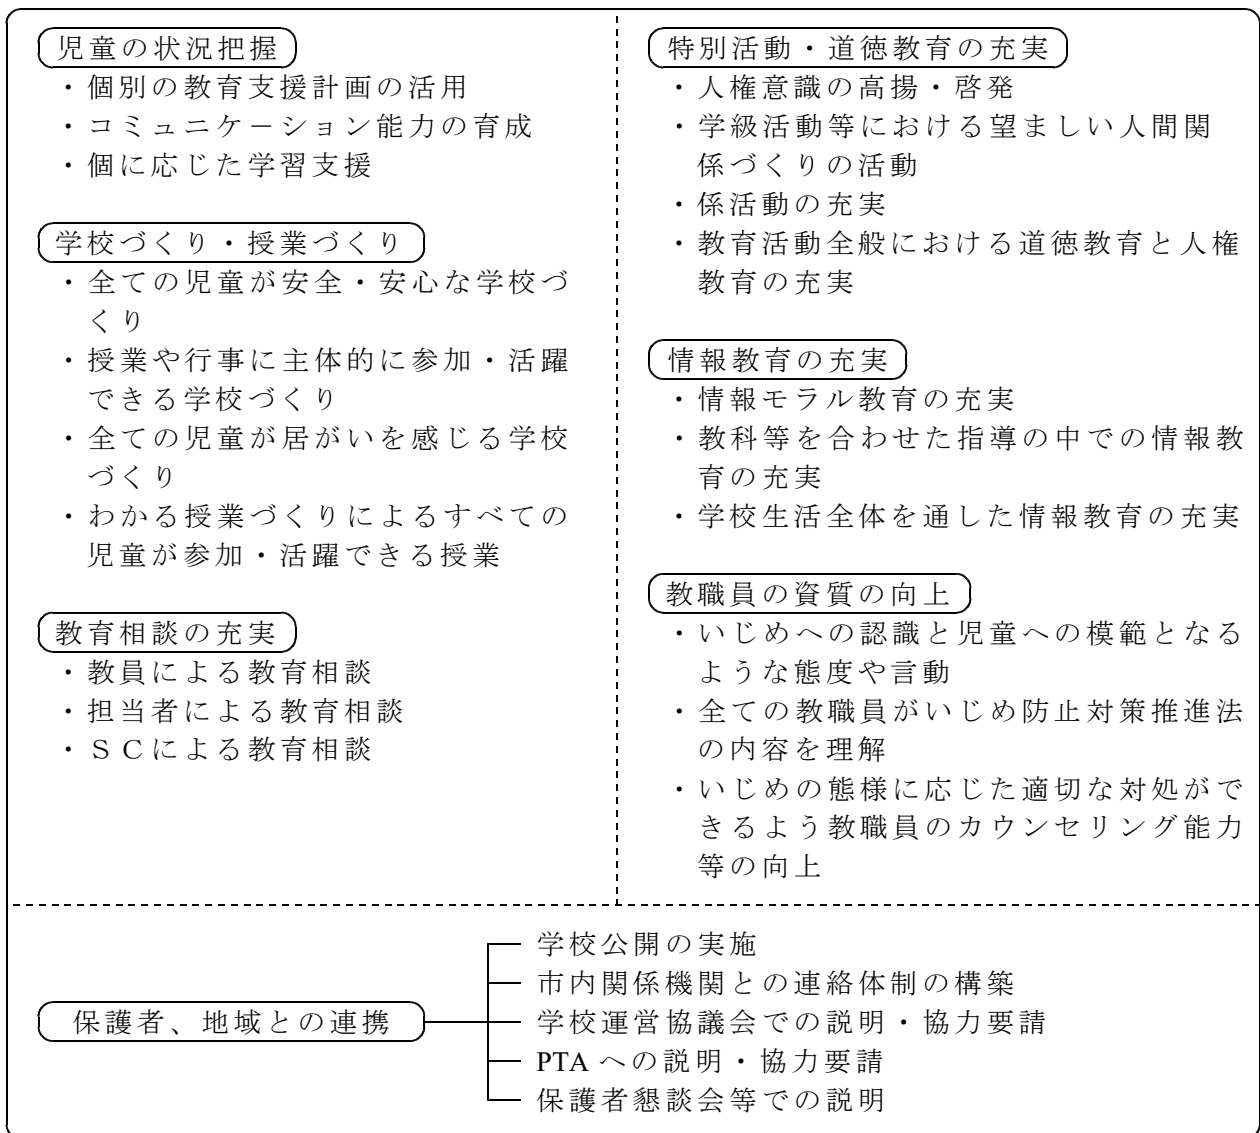 児童の状況把握
・個別の教育支援計画の活用
・コミュニケーション能力の育成
・個に応じた学習支援
学校づくり・授業づくり
・全ての児童が安全・安心な学校づ
くり
・授業や行事に主体的に参加・活躍
できる学校づくり
・全ての児童が居がいを感じる学校
づくり
・わかる授業づくりによるすべての
児童が参加・活躍できる授業
教育相談の充実
・教員による教育相談
・担当者による教育相談
・ＳＣによる教育相談
特別活動・道徳教育の充実
・人権意識の高揚・啓発
・学級活動等における望ましい人間関
係づくりの活動
・係活動の充実
・教育活動全般における道徳教育と人権
教育の充実
情報教育の充実
・情報モラル教育の充実
・教科等を合わせた指導の中での情報教
育の充実
・学校生活全体を通した情報教育の充実
教職員の資質の向上
・いじめへの認識と児童への模範となる
ような態度や言動
・全ての教職員がいじめ防止対策推進法
の内容を理解
・いじめの態様に応じた適切な対処がで
きるよう教職員のカウンセリング能力
等の向上
保護者、地域との連携
学校公開の実施
市内関係機関との連絡体制の構築
学校運営協議会での説明・協力要請
PTAへの説明・協力要請
保護者懇談会等での説明